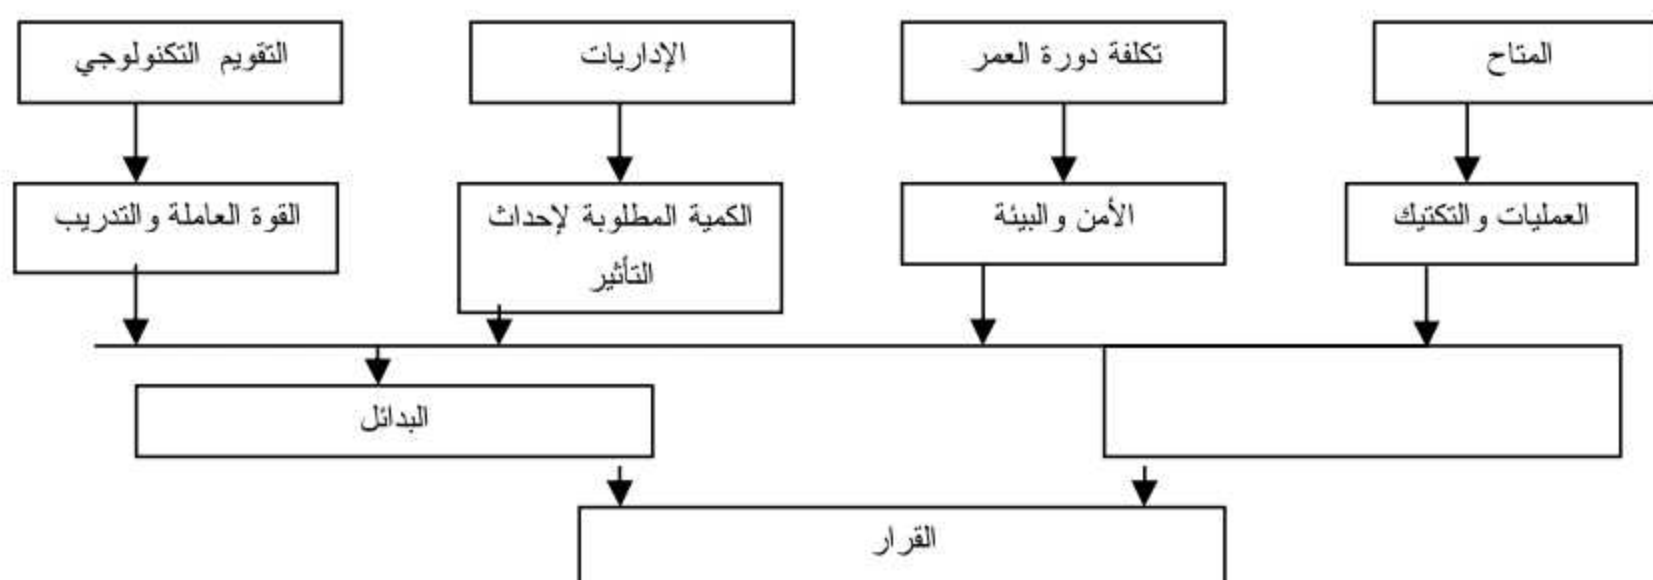 المتاح
تكلفة دورة العمر
الإداريات
التقويم التكنولوجي
العمليات والتكتيك
الأمن والبيئة
الكمية المطلوبة لإحداث
التأثير
القوة العاملة والتدريب
البدائل
القرار